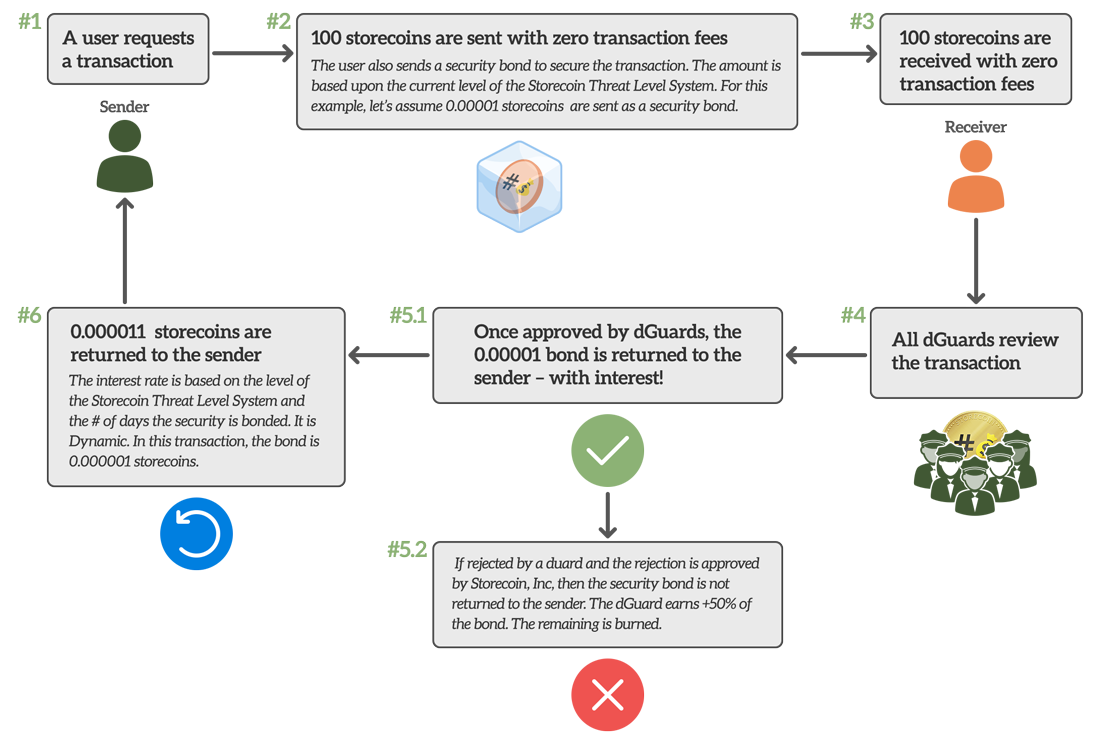 #1
A user requests
a transaction
Sender
#2
100 storecoins are sent with zero transaction fees
The user also sends a security bond to secure the transaction. The amount is
based upon the current level of the Storecoin Threat Level System. For this
example, let's assume 0.00001 storecoins are sent as a security bond.
#3
100 storecoins are
received with zero
transaction fees
Receiver
#4
All dGuards review
the transaction
#5.1
Once approved by dGuards, the
0.00001 bond is returned to the
sender – with interest!
#5.2
If rejected by a duard and the rejection is approved
by Storecoin, Inc, then the security bond is not
returned to the sender. The dGuard earns +50% of
the bond. The remaining is burned.
#6
0.000011 storecoins are
returned to the sender
The interest rate is based on the level of
the Storecoin Threat Level System and
the # of days the security is bonded. It is
Dynamic. In this transaction, the bond is
0.000001 storecoins.